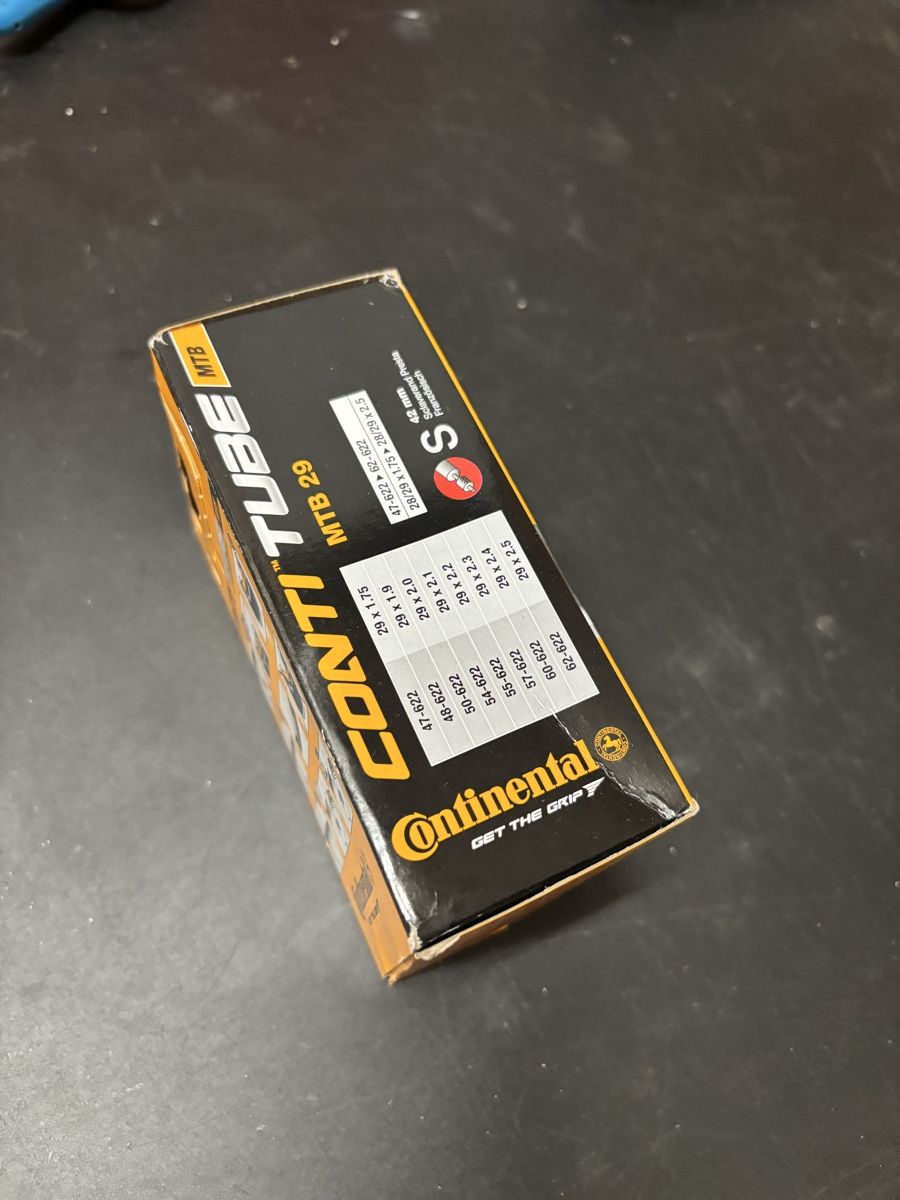 MTB
CONTI™ TUBE
MTB 29
47-622 ▸ 62-622
28/29 x 1.75 ▸ 28/29 x 2.5
S
42 mm
Sclaverand Presta
Französisch
47-622 29 x 1.75
48-622 29 x 1.9
50-622 29 x 2.0
54-622 29 x 2.1
55-622 29 x 2.2
57-622 29 x 2.3
60-622 29 x 2.4
62-622 29 x 2.5
Continental
GET THE GRIP
CONTINENTAL
CONTINENTAL